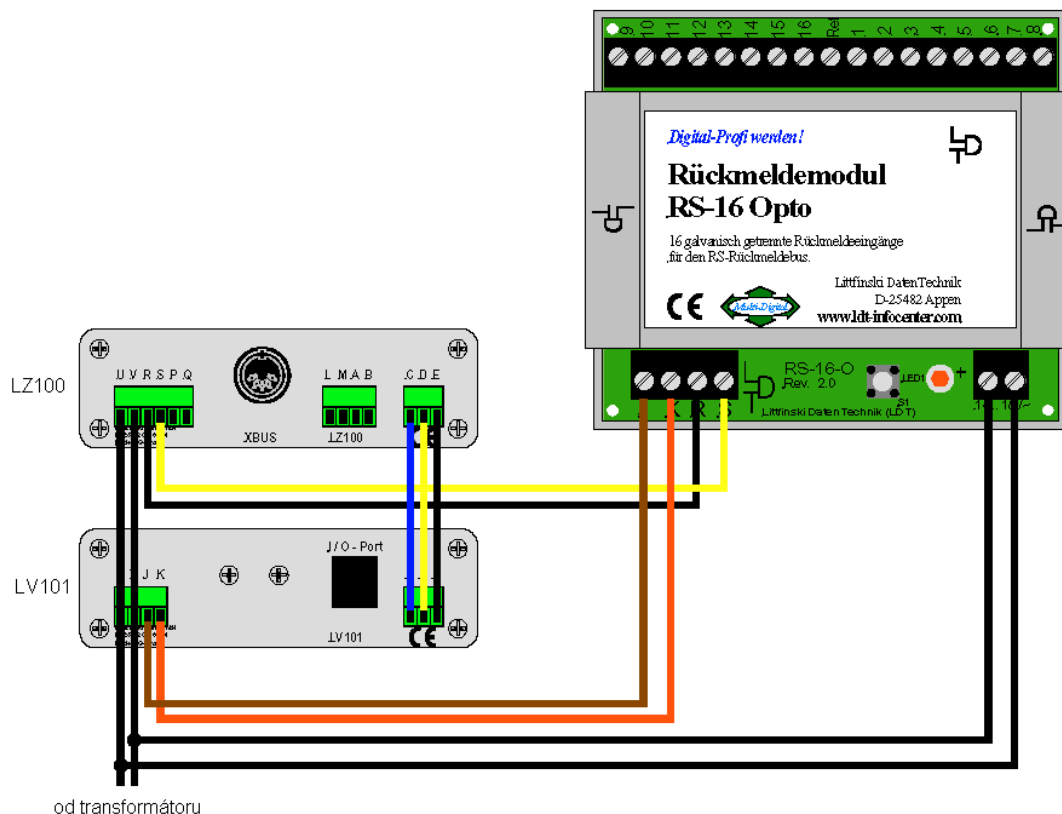 9. 10 11 12 13 14 15 16 Ref .1 .2. .3. .4. .5. .6. .7. 8.
Digital-Profi werden!
Rückmeldemodul
RS-16 Opto
16 galvanisch getrennte Rückmeldeeingänge
für den RS-Rückmeldebus.
Littfinski DatenTechnik
D-25482 Appen
www.ldt-infocenter.com
CE
Multi-Digital
RS-16-O
Rev. 2.0
LED1
+
S1
K R S
Littfinski DatenTechnik (LDT)
LZ100
U V R S P Q
L M A B
C D E
XBUS
LZ100
LV101
J K
I/O-Port
LV101
CE
od transformátoru